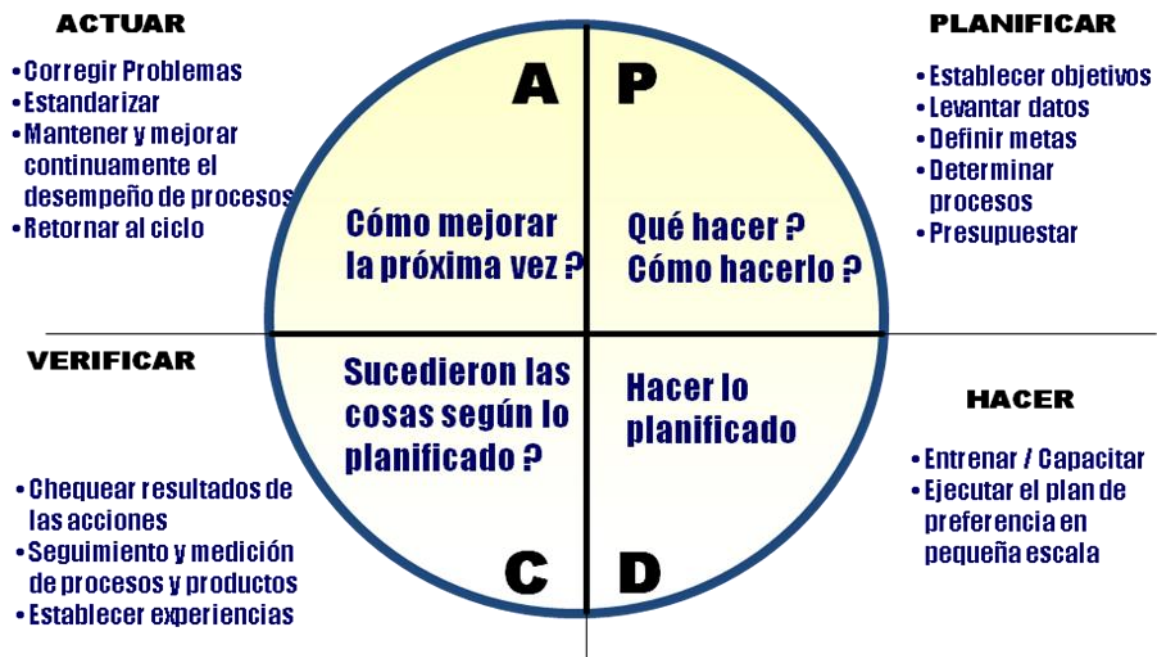 ACTUAR
• Corregir Problemas
• Estandarizar
• Mantener y mejorar
continuamente el
desempeño de procesos
• Retornar al ciclo
A
Cómo mejorar
la próxima vez ?
P
Qué hacer ?
Cómo hacerlo ?
PLANIFICAR
• Establecer objetivos
• Levantar datos
• Definir metas
• Determinar
procesos
• Presupuestar
VERIFICAR
• Chequear resultados de
las acciones
• Seguimiento y medición
de procesos y productos
• Establecer experiencias
Sucedieron las
cosas según lo
planificado ?
C
Hacer lo
planificado
D
HACER
• Entrenar / Capacitar
• Ejecutar el plan de
preferencia en
pequeña escala